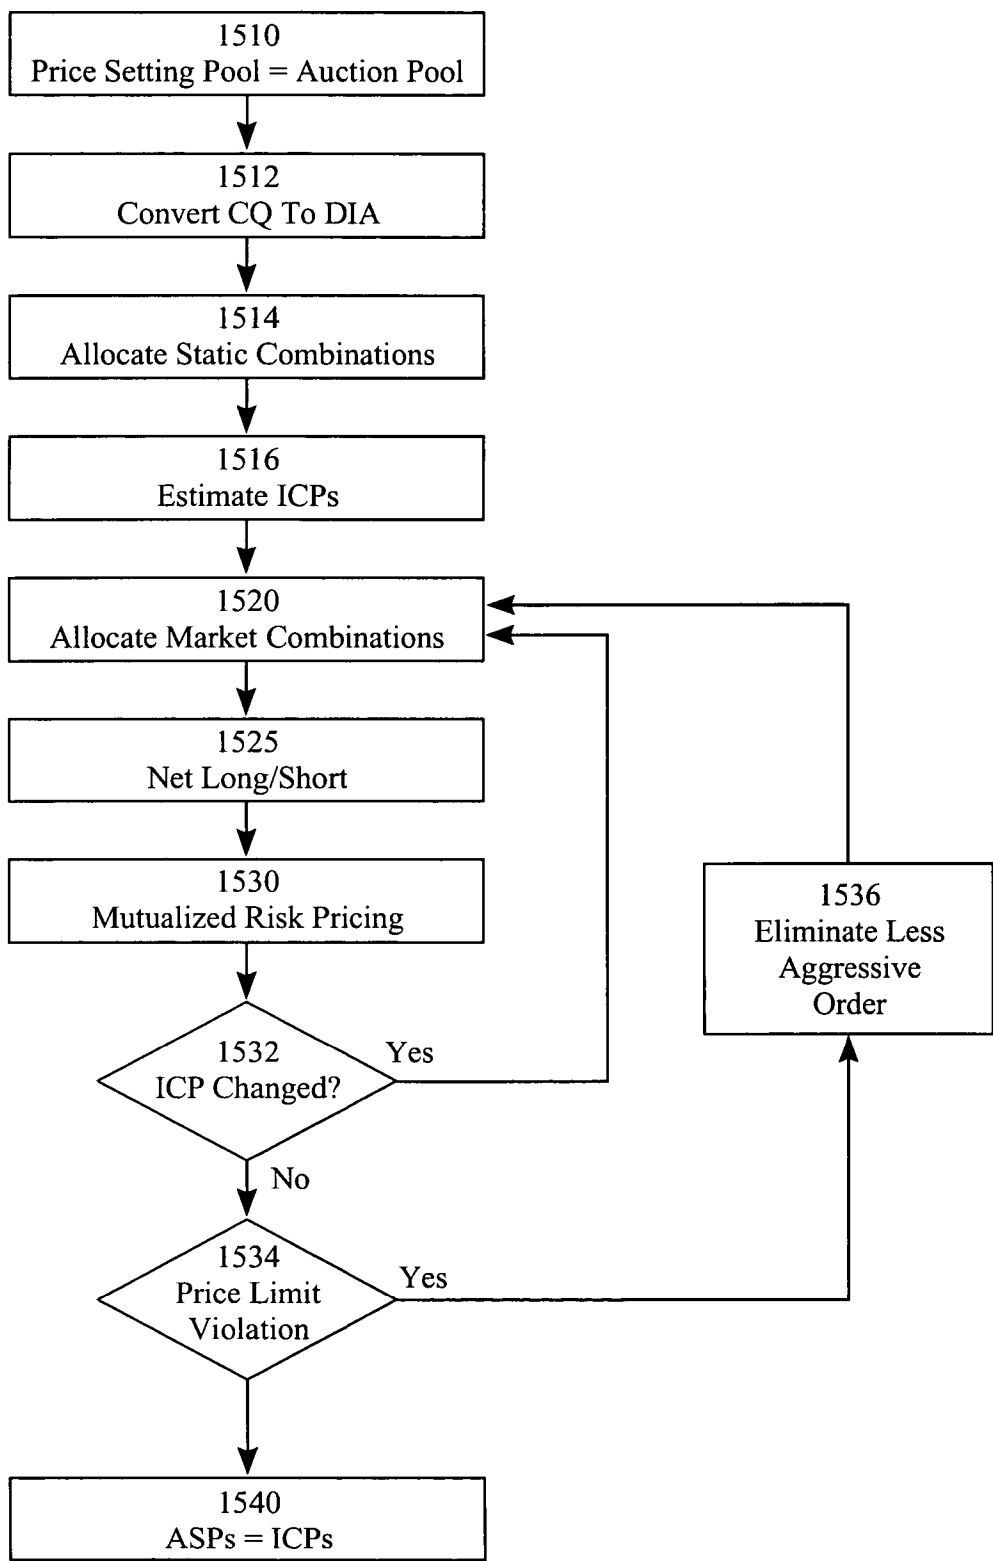 1510
Price Setting Pool = Auction Pool
1512
Convert CQ To DIA
1514
Allocate Static Combinations
1516
Estimate ICPs
1520
Allocate Market Combinations
1525
Net Long/Short
1530
Mutualized Risk Pricing
1532
ICP Changed?
Yes
No
1534
Price Limit
Violation
Yes
1536
Eliminate Less
Aggressive
Order
1540
ASPs = ICPs